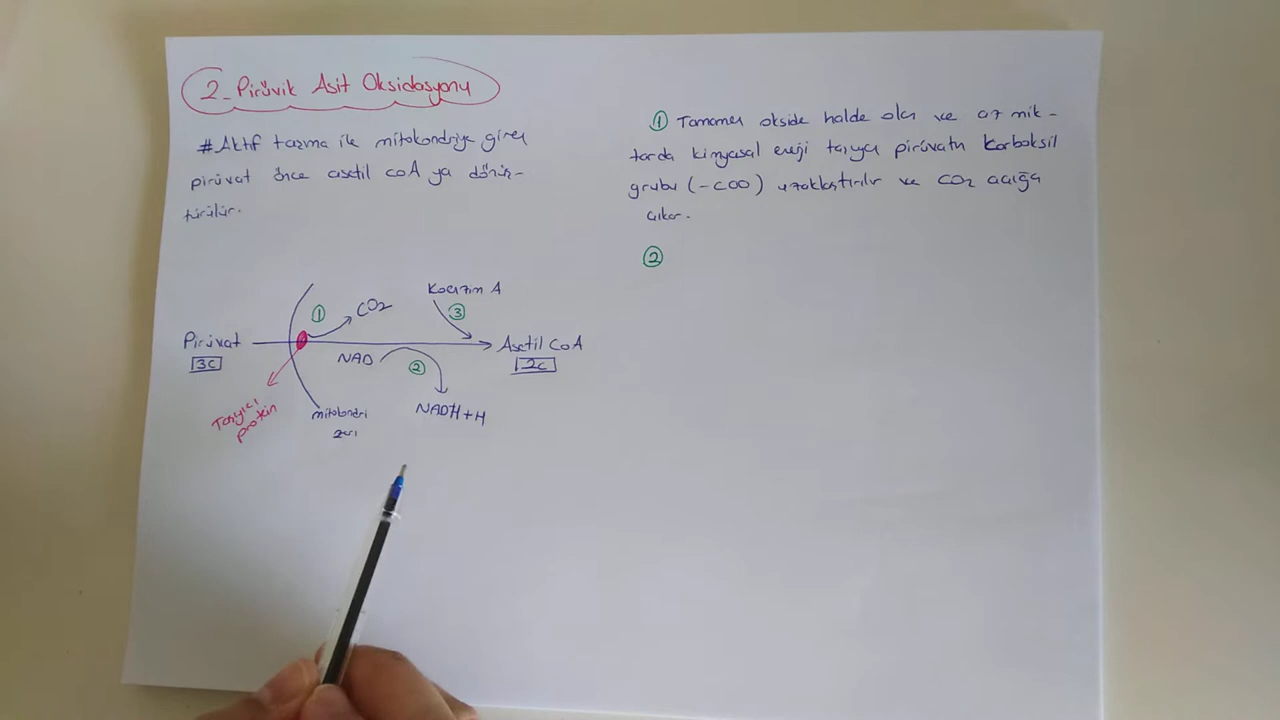 2_ Pirüvik Asit Oksidasyonu
# Aktif taşıma ile mitokondriye giren
pirüvat önce asetil CoA ya dönüş-
türülür.
① Tamamen okside halde olan ve az mik-
tarda kimyasal enerji taşıyan pirüvatın karboksil
grubu (-COO) uzaklaştırılır ve CO2 açığa
çıkar.
②
① CO2
Koenzim A
③
Pirüvat
3C
NAD
②
Asetil CoA
2C
Taşıyıcı
protein
mitokondri
zarı
NADH+H